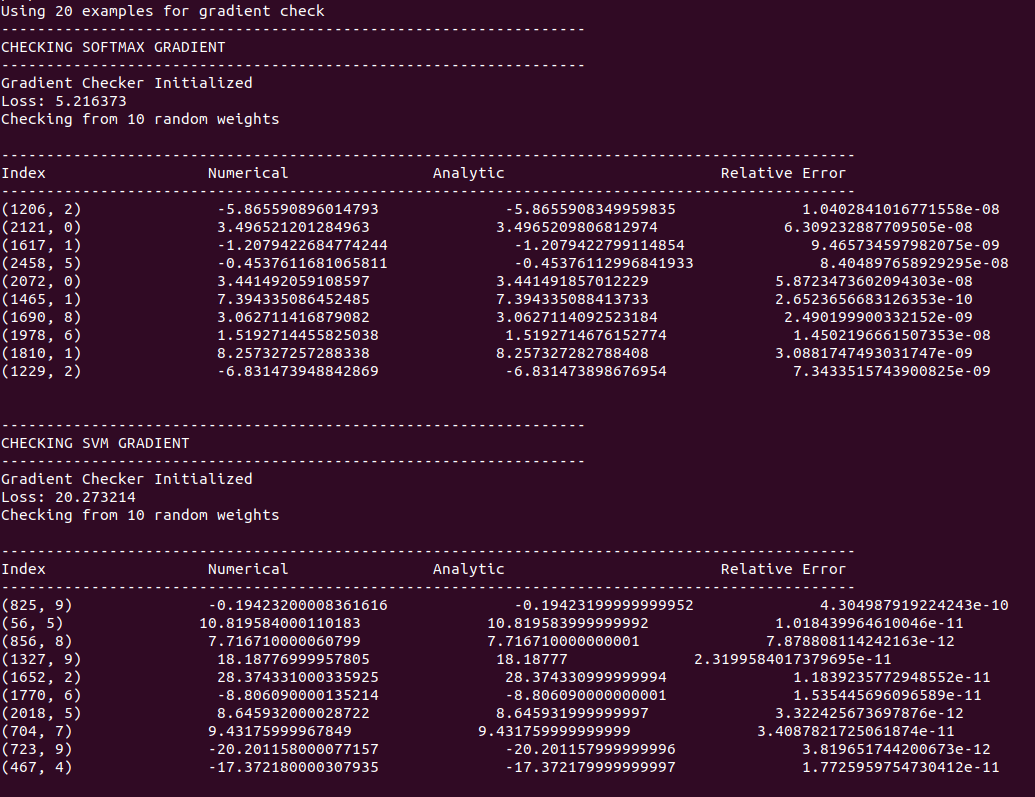 Using 20 examples for gradient check
-----------------------------------------------------------------
CHECKING SOFTMAX GRADIENT
-----------------------------------------------------------------
Gradient Checker Initialized
Loss: 5.216373
Checking from 10 random weights
-----------------------------------------------------------------------------------------------
Index Numerical Analytic Relative Error
-----------------------------------------------------------------------------------------------
(1206, 2) -5.865590896014793 -5.8655908349959835 1.0402841016771558e-08
(2121, 0) 3.496521201284963 3.4965209806812974 6.309232887709505e-08
(1617, 1) -1.2079422684774244 -1.2079422799114854 9.465734597982075e-09
(2458, 5) -0.4537611681065811 -0.45376112996841933 8.404897658929295e-08
(2072, 0) 3.441492059108597 3.441491857012229 5.8723473602094303e-08
(1465, 1) 7.394335086452485 7.394335088413733 2.6523656683126353e-10
(1690, 8) 3.062711416879082 3.0627114092523184 2.490199900332152e-09
(1978, 6) 1.5192714455825038 1.5192714676152774 1.4502196661507353e-08
(1810, 1) 8.257327257288338 8.257327282788408 3.0881747493031747e-09
(1229, 2) -6.831473948842869 -6.831473898676954 7.3433515743900825e-09
-----------------------------------------------------------------
CHECKING SVM GRADIENT
-----------------------------------------------------------------
Gradient Checker Initialized
Loss: 20.273214
Checking from 10 random weights
-----------------------------------------------------------------------------------------------
Index Numerical Analytic Relative Error
-----------------------------------------------------------------------------------------------
(825, 9) -0.19423200008361616 -0.19423199999999952 4.304987919224243e-10
(56, 5) 10.819584000110183 10.819583999999992 1.018439964610046e-11
(856, 8) 7.716710000060799 7.716710000000001 7.878808114242163e-12
(1327, 9) 18.18776999957805 18.18777 2.3199584017379695e-11
(1652, 2) 28.374331000335925 28.374330999999994 1.1839235772948552e-11
(1770, 6) -8.806090000135214 -8.806090000000001 1.535445696096589e-11
(2018, 5) 8.645932000028722 8.645931999999997 3.322425673697876e-12
(704, 7) 9.43175999967849 9.431759999999999 3.4087821725061874e-11
(723, 9) -20.201158000077157 -20.201157999999996 3.819651744200673e-12
(467, 4) -17.372180000307935 -17.372179999999997 1.7725959754730412e-11